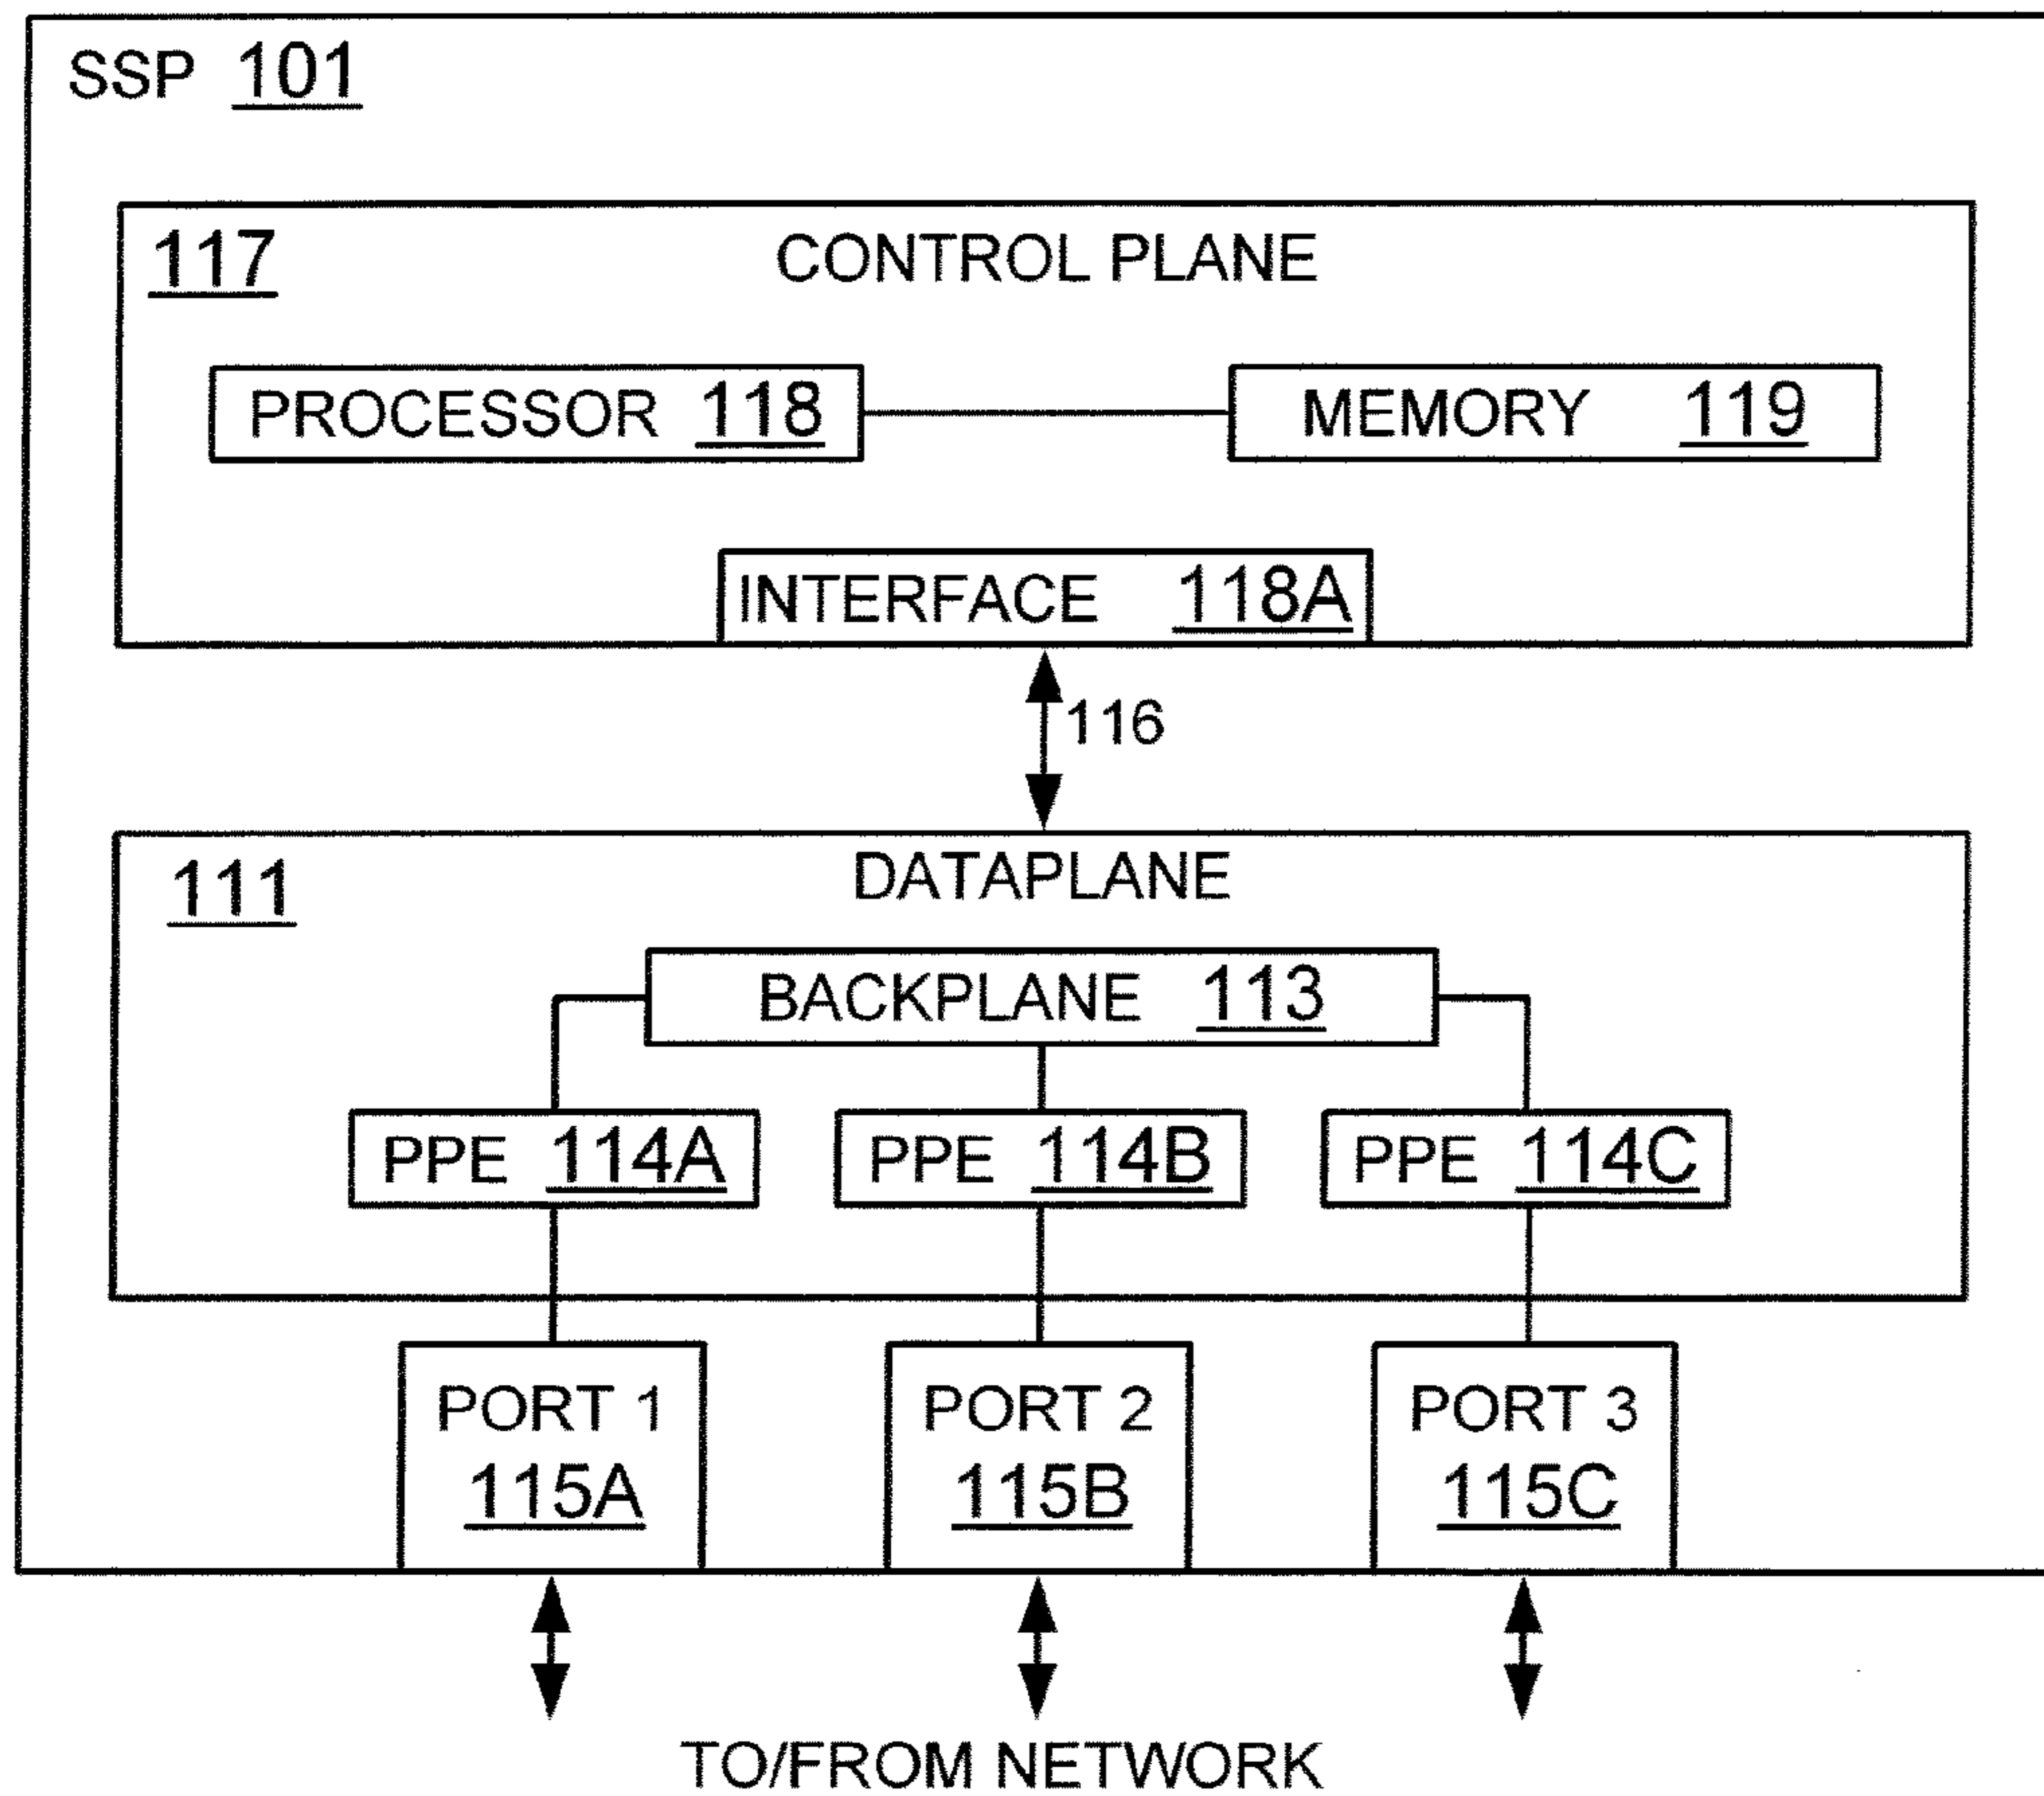 SSP 101
117 CONTROL PLANE
PROCESSOR 118 MEMORY 119
INTERFACE 118A
116
DATAPLANE
111
BACKPLANE 113
PPE 114A PPE 114B PPE 114C
PORT 1 PORT 2 PORT 3
115A 115B 115C
TO/FROM NETWORK